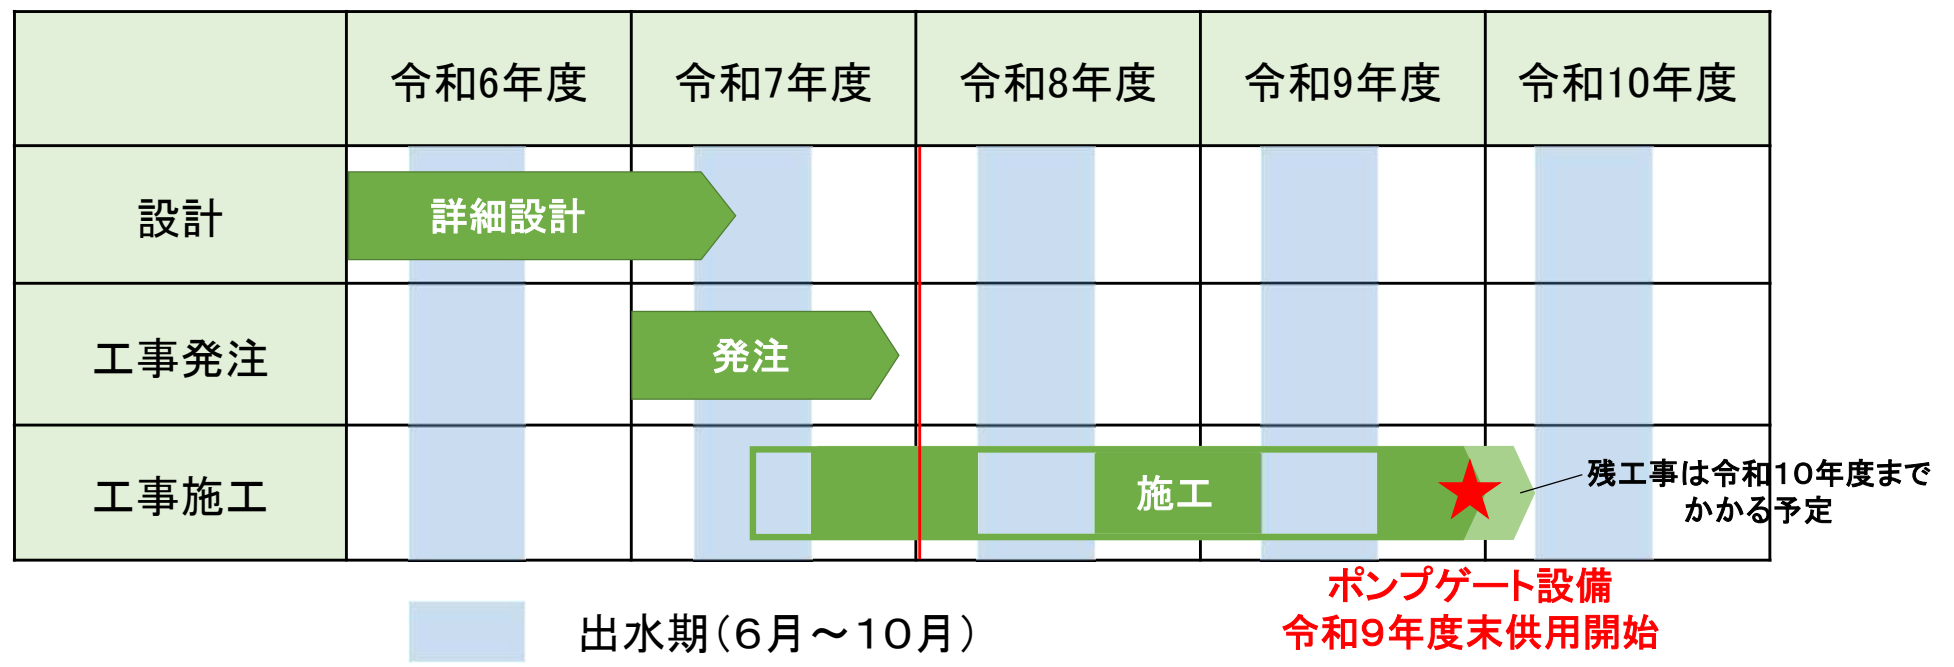 令和6年度
令和7年度
令和8年度
令和9年度
令和10年度
設計
詳細設計
工事発注
発注
工事施工
施工
残工事は令和10年度まで
かかる予定
ポンプゲート設備
令和9年度末供用開始
出水期(6月~10月)